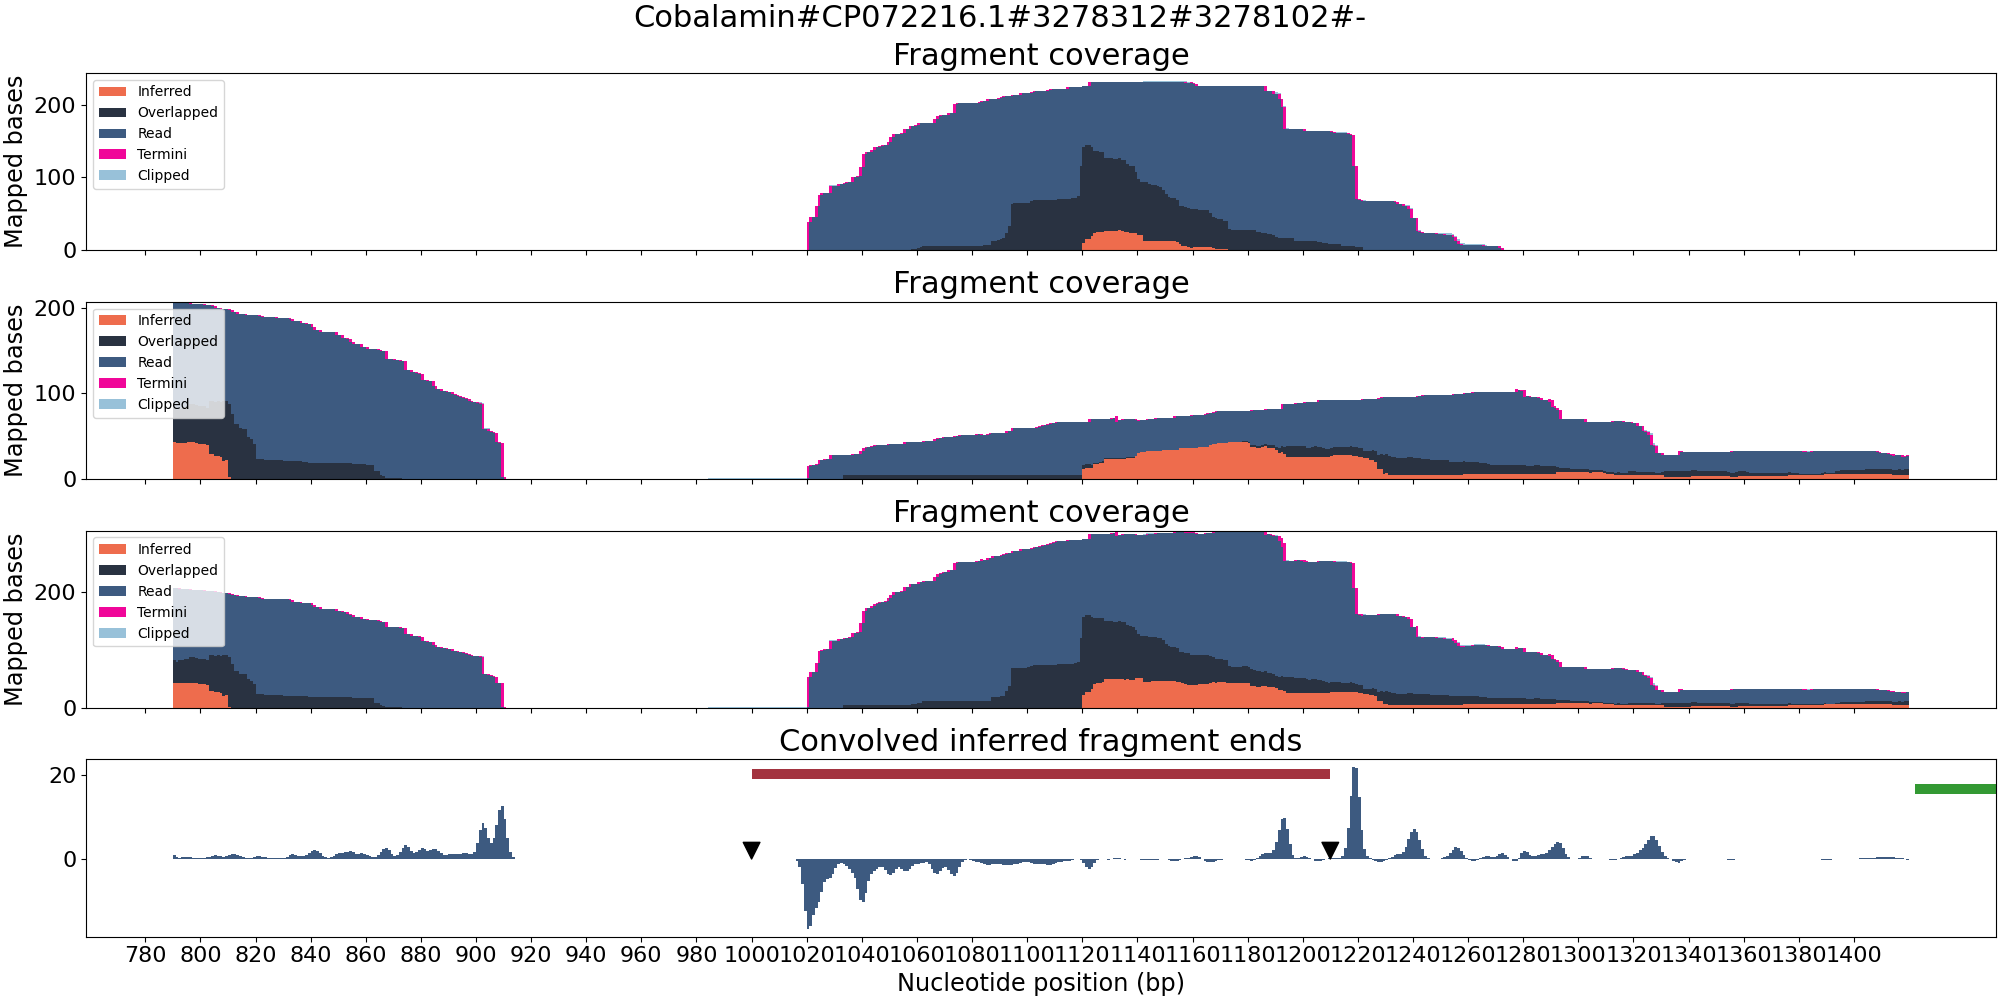 Cobalamin#CP072216.1#3278312#3278102#-
Fragment coverage
Mapped bases
200
100
0
Inferred
Overlapped
Read
Termini
Clipped
Fragment coverage
Mapped bases
200
100
0
Inferred
Overlapped
Read
Termini
Clipped
Fragment coverage
Mapped bases
200
0
Inferred
Overlapped
Read
Termini
Clipped
Convolved inferred fragment ends
20
0
780 800 820 840 860 880 900 920 940 960 980 1000 1020 1040 1060 1080 1100 1120 1140 1160 1180 1200 1220 1240 1260 1280 1300 1320 1340 1360 1380 1400
Nucleotide position (bp)